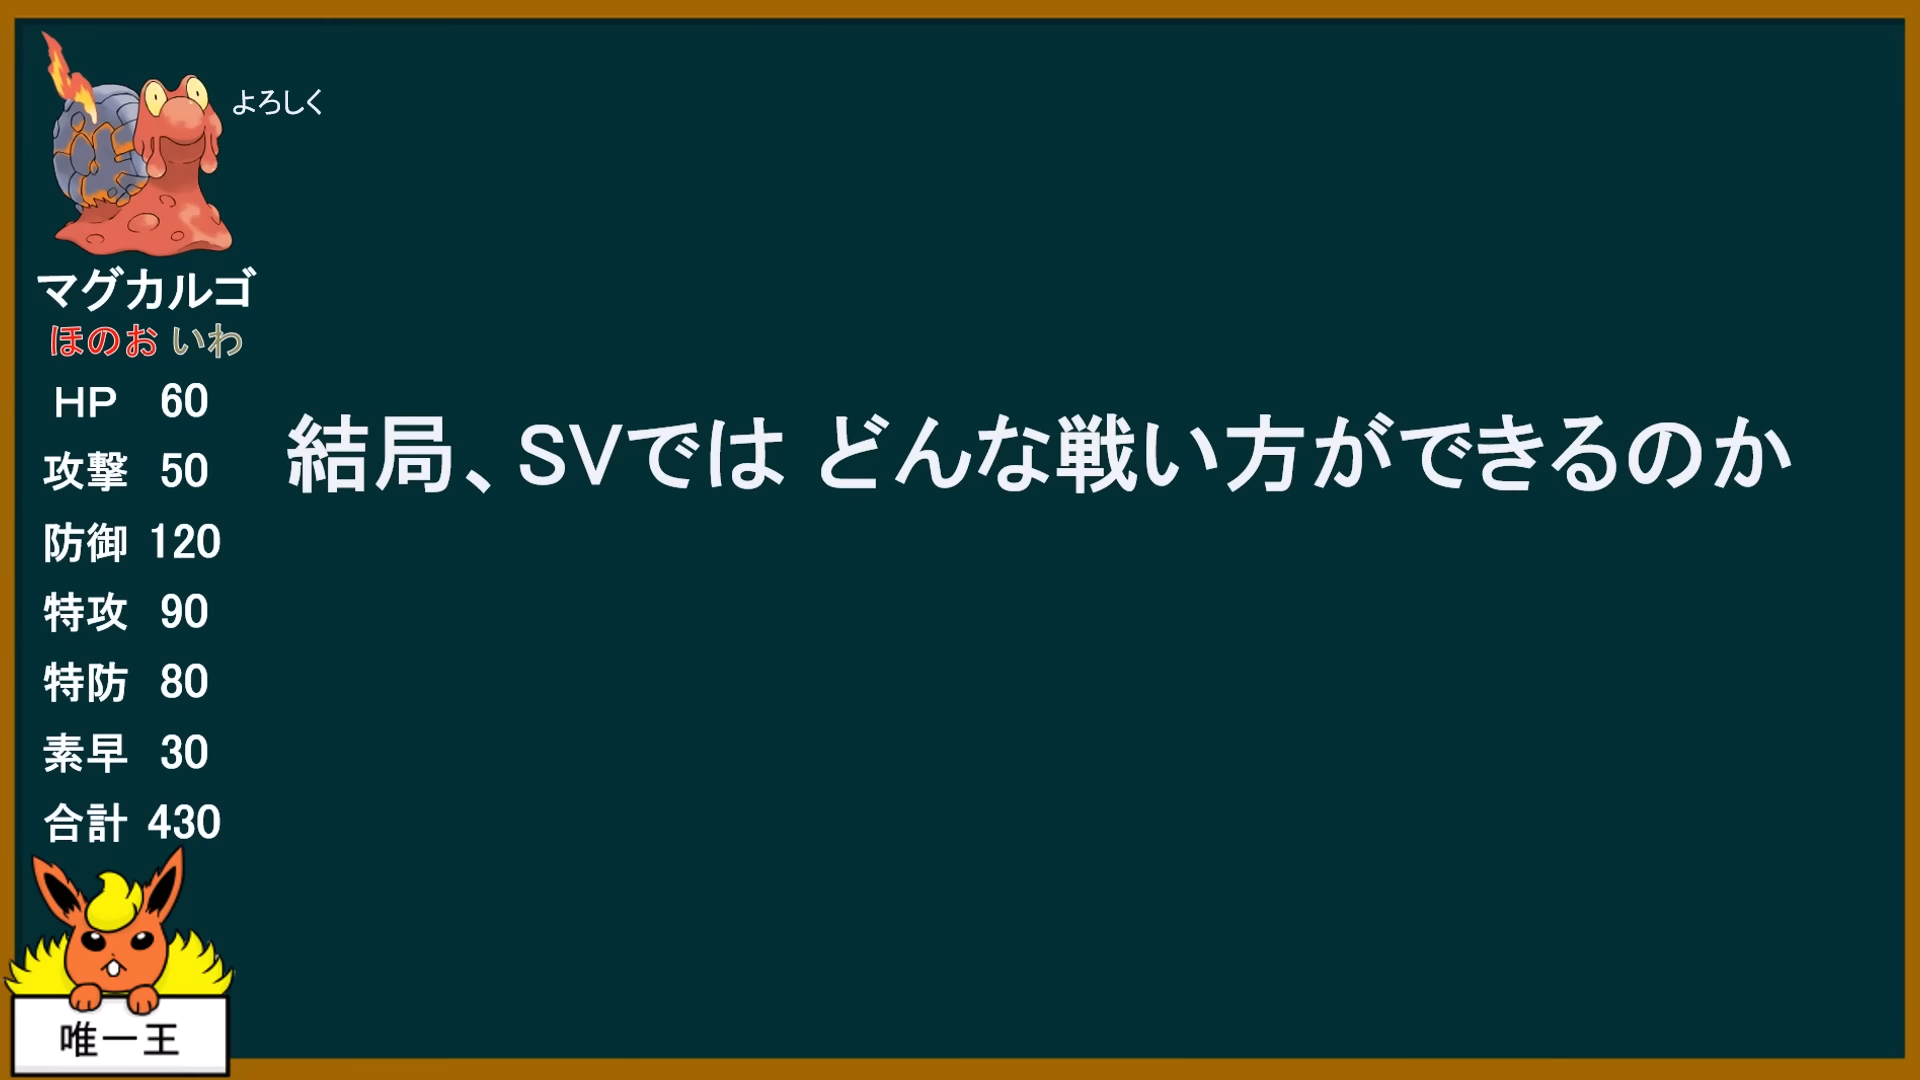 よろしく
マグカルゴ
ほのお いわ
HP 60
攻撃 50
防御 120
特攻 90
特防 80
素早 30
合計 430
結局、SVでは どんな戦い方ができるのか
唯一王